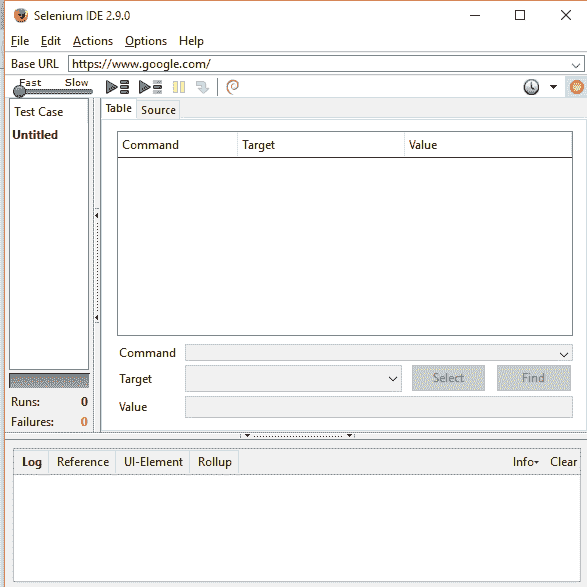 Selenium IDE 2.9.0
File Edit Actions Options Help
Base URL https://www.google.com/
Fast Slow
Test Case Table Source
Untitled
Command Target Value
Command
Target Select Find
Value
Runs: 0
Failures: 0
Log Reference UI-Element Rollup Info Clear